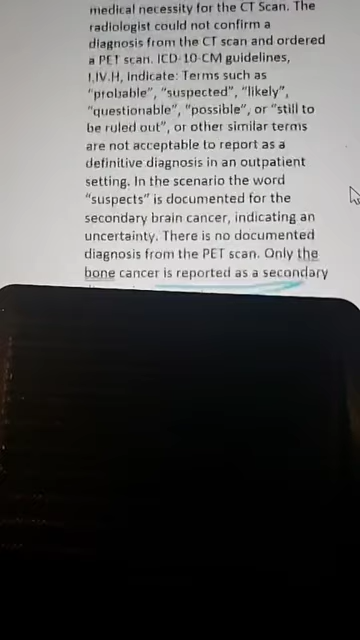 medical necessity for the CT Scan. The
radiologist could not confirm a
diagnosis from the CT scan and ordered
a PET scan. ICD-10-CM guidelines,
I.IV.H, Indicate: Terms such as
"probable", "suspected", "likely",
"questionable", "possible", or "still to
be ruled out", or other similar terms
are not acceptable to report as a
definitive diagnosis in an outpatient
setting. In the scenario the word
"suspects" is documented for the
secondary brain cancer, indicating an
uncertainty. There is no documented
diagnosis from the PET scan. Only the
bone cancer is reported as a secondary